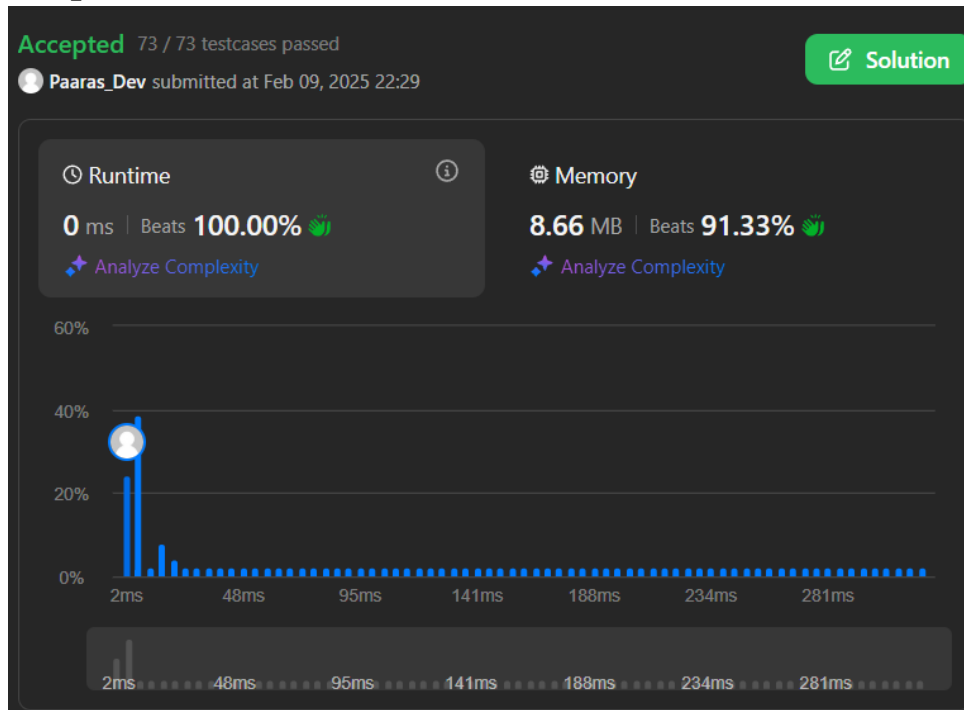 Accepted 73 / 73 testcases passed
Solution
Paaras_Dev submitted at Feb 09, 2025 22:29
Runtime
0 ms | Beats 100.00%
Analyze Complexity
Memory
8.66 MB | Beats 91.33%
Analyze Complexity
60%
40%
20%
0%
2ms 48ms 95ms 141ms 188ms 234ms 281ms
2ms 48ms 95ms 141ms 188ms 234ms 281ms